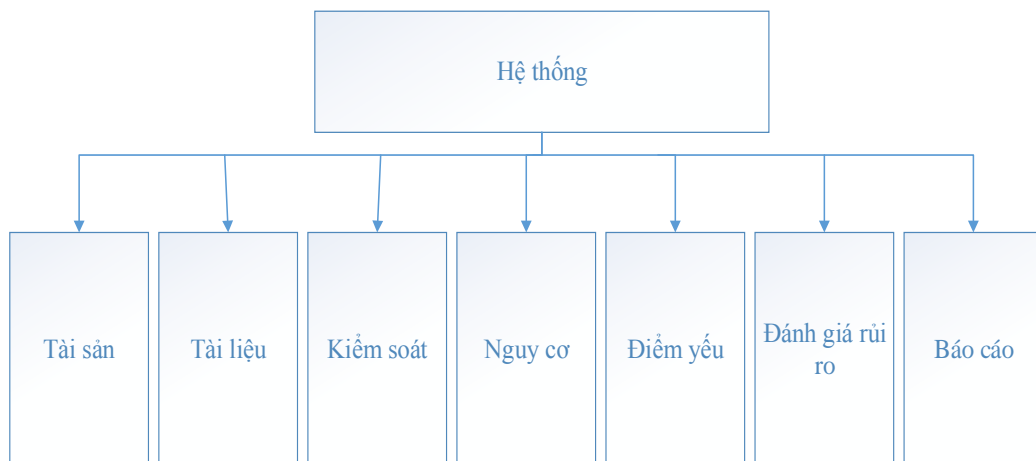 Hệ thống
Tài sản
Tài liệu
Kiểm soát
Nguy cơ
Điểm yếu
Đánh giá rủi
ro
Báo cáo